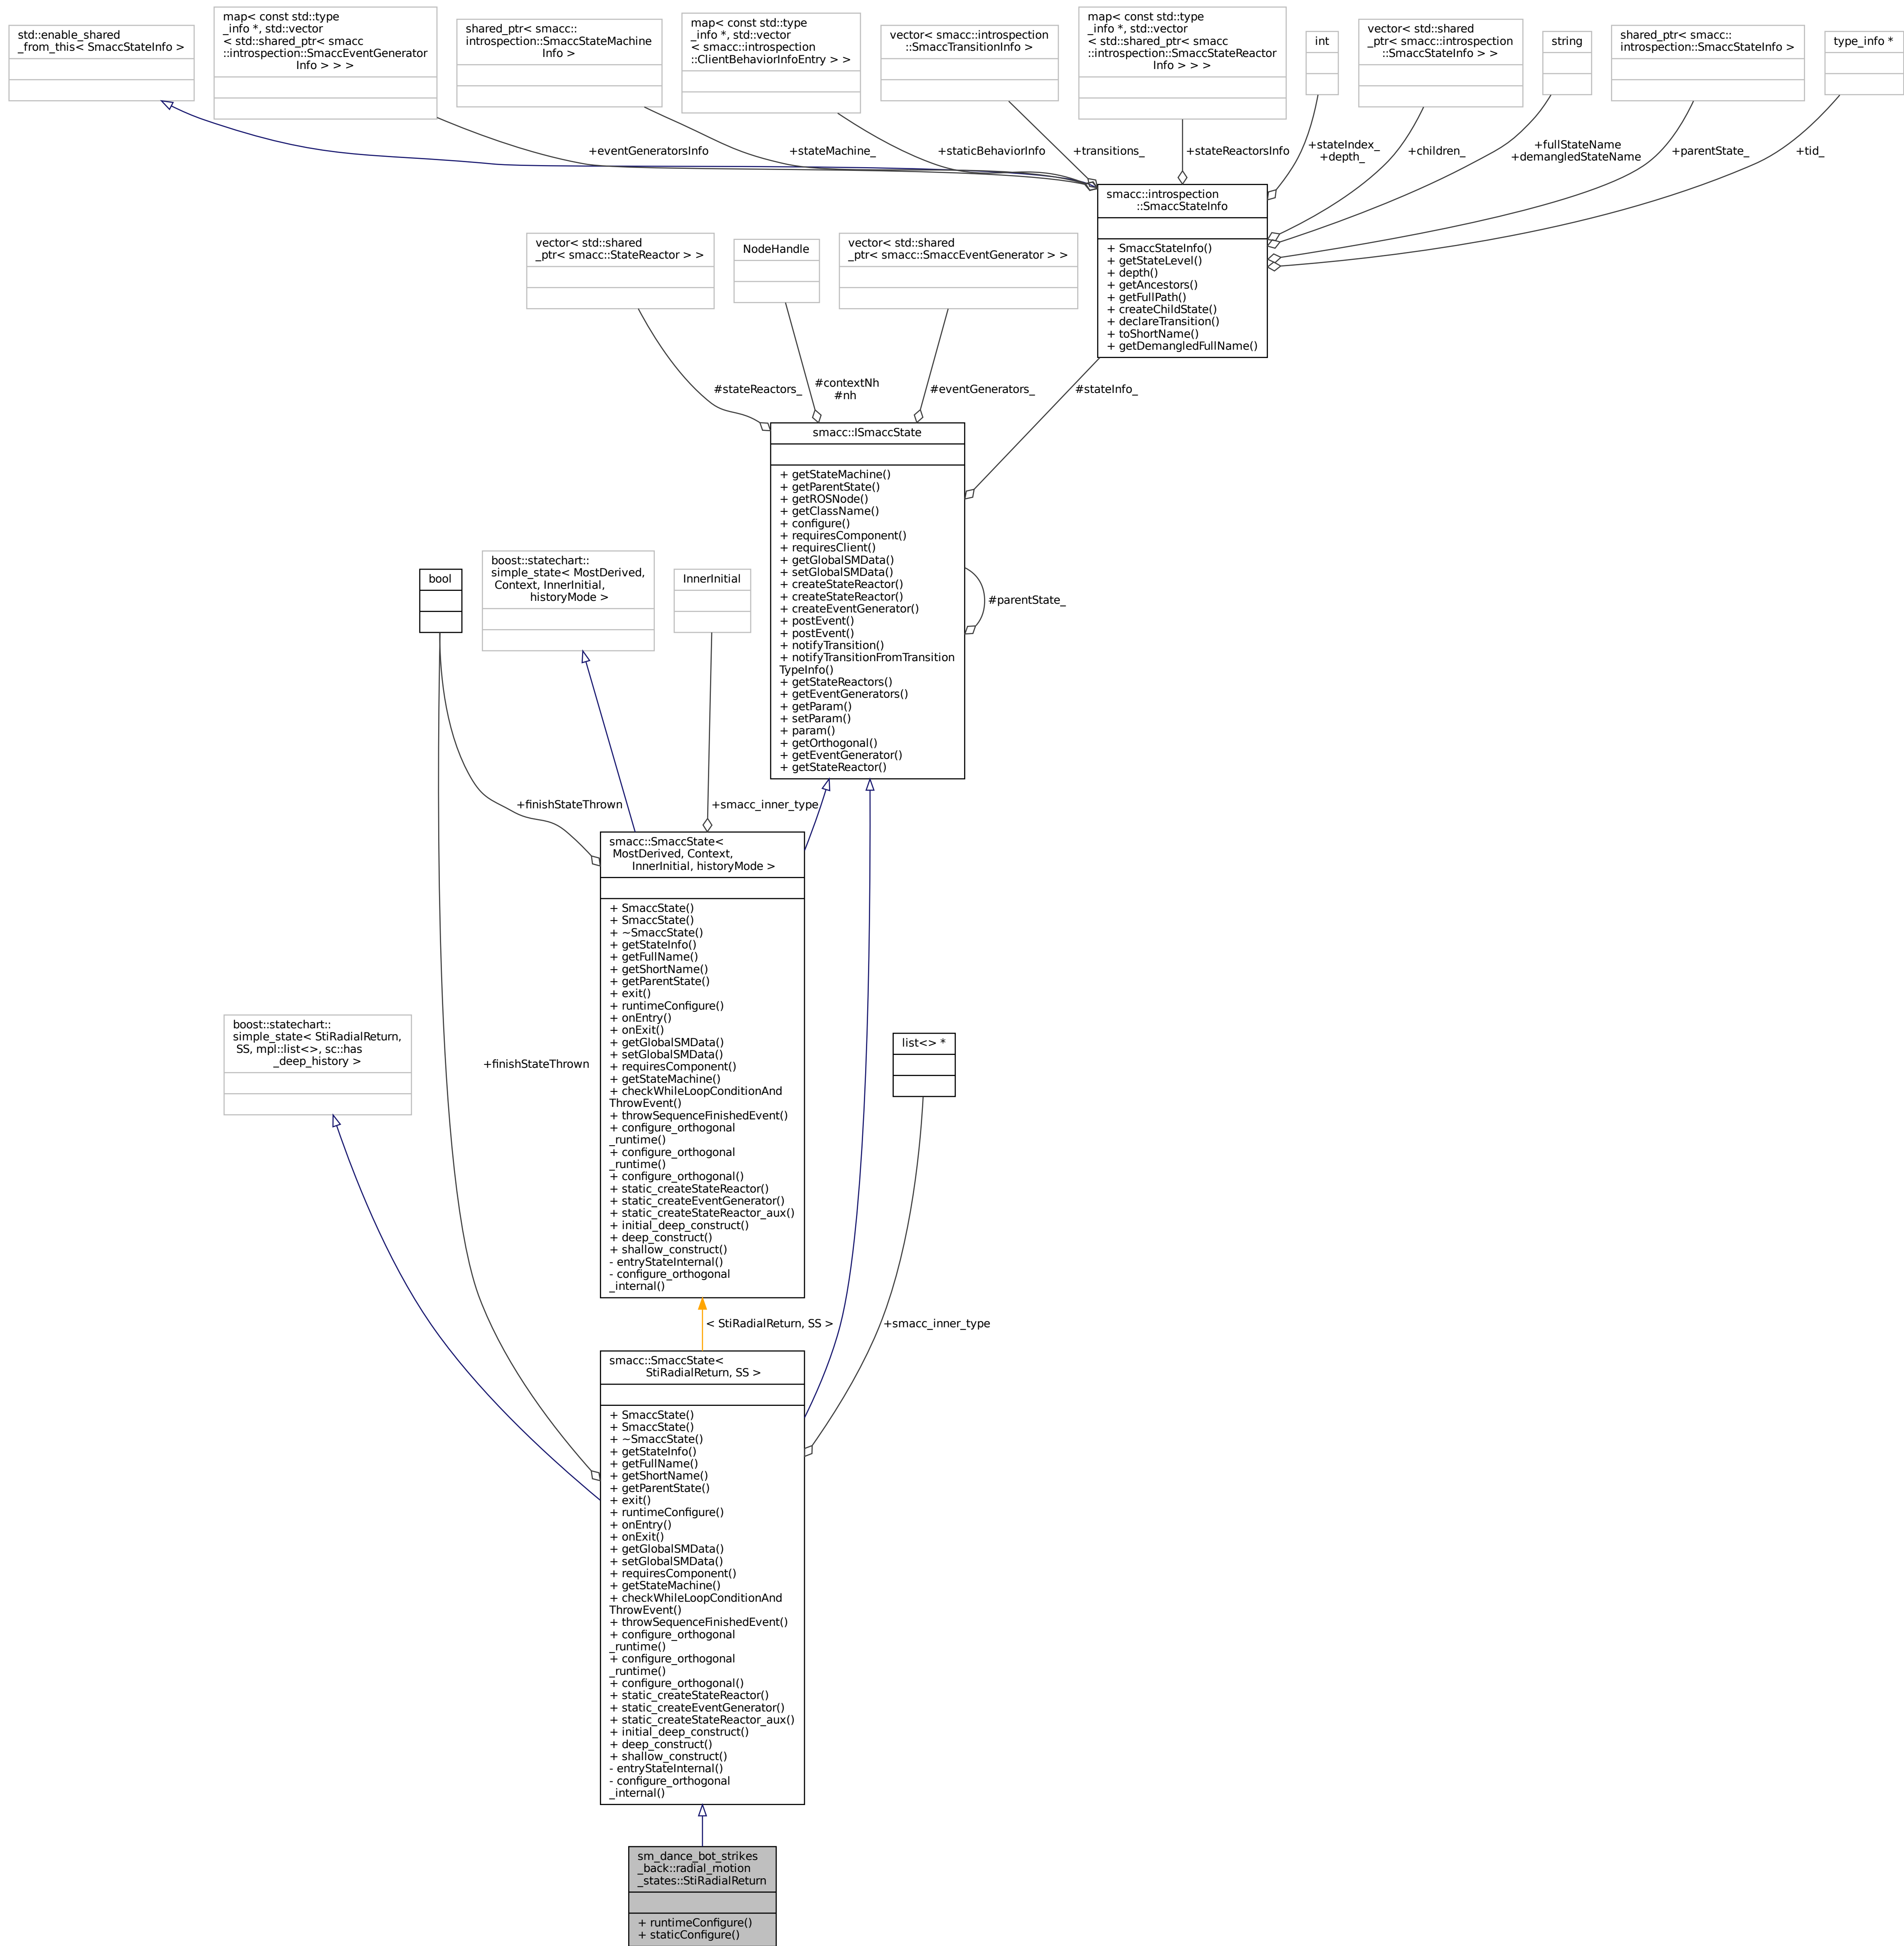 std::enable_shared
_from_this< SmaccStateInfo >
map< const std::type
_info *, std::vector
< std::shared_ptr< smacc
::introspection::SmaccEventGenerator
Info > > >
shared_ptr< smacc::
introspection::SmaccStateMachine
Info >
map< const std::type
_info *, std::vector
< smacc::introspection
::ClientBehaviorInfoEntry > >
vector< smacc::introspection
::SmaccTransitionInfo >
map< const std::type
_info *, std::vector
< std::shared_ptr< smacc
::introspection::SmaccStateReactor
Info > > >
int
vector< std::shared
_ptr< smacc::introspection
::SmaccStateInfo > >
string
shared_ptr< smacc::
introspection::SmaccStateInfo >
type_info *
+eventGeneratorsInfo
+stateMachine_
+staticBehaviorInfo
+transitions_
+stateReactorsInfo
+stateIndex_
+depth_
+children_
+fullStateName
+demangledStateName
+parentState_
+tid_
smacc::introspection
::SmaccStateInfo
+ SmaccStateInfo()
+ getStateLevel()
+ depth()
+ getAncestors()
+ getFullPath()
+ createChildState()
+ declareTransition()
+ toShortName()
+ getDemangledFullName()
vector< std::shared
_ptr< smacc::StateReactor > >
NodeHandle
vector< std::shared
_ptr< smacc::SmaccEventGenerator > >
#stateReactors_
#contextNh
#nh
#eventGenerators_
#stateInfo_
smacc::ISmaccState
+ getStateMachine()
+ getParentState()
+ getROSNode()
+ getClassName()
+ configure()
+ requiresComponent()
+ requiresClient()
+ getGlobalSMData()
+ setGlobalSMData()
+ createStateReactor()
+ createStateReactor()
+ createEventGenerator()
+ postEvent()
+ postEvent()
+ notifyTransition()
+ notifyTransitionFromTransition
TypeInfo()
+ getStateReactors()
+ getEventGenerators()
+ getParam()
+ setParam()
+ param()
+ getOrthogonal()
+ getEventGenerator()
+ getStateReactor()
#parentState_
bool
boost::statechart::
simple_state< MostDerived,
Context, InnerInitial,
historyMode >
InnerInitial
+finishStateThrown
+smacc_inner_type
smacc::SmaccState<
MostDerived, Context,
InnerInitial, historyMode >
+ SmaccState()
+ SmaccState()
+ ~SmaccState()
+ getStateInfo()
+ getFullName()
+ getShortName()
+ getParentState()
+ exit()
+ runtimeConfigure()
+ onEntry()
+ onExit()
+ getGlobalSMData()
+ setGlobalSMData()
+ requiresComponent()
+ getStateMachine()
+ checkWhileLoopConditionAnd
ThrowEvent()
+ throwSequenceFinishedEvent()
+ configure_orthogonal
_runtime()
+ configure_orthogonal
_runtime()
+ configure_orthogonal()
+ static_createStateReactor()
+ static_createEventGenerator()
+ static_createStateReactor_aux()
+ initial_deep_construct()
+ deep_construct()
+ shallow_construct()
- entryStateInternal()
- configure_orthogonal
_internal()
boost::statechart::
simple_state< StiRadialReturn,
SS, mpl::list<>, sc::has
_deep_history >
+finishStateThrown
list<> *
< StiRadialReturn, SS >
+smacc_inner_type
smacc::SmaccState<
StiRadialReturn, SS >
+ SmaccState()
+ SmaccState()
+ ~SmaccState()
+ getStateInfo()
+ getFullName()
+ getShortName()
+ getParentState()
+ exit()
+ runtimeConfigure()
+ onEntry()
+ onExit()
+ getGlobalSMData()
+ setGlobalSMData()
+ requiresComponent()
+ getStateMachine()
+ checkWhileLoopConditionAnd
ThrowEvent()
+ throwSequenceFinishedEvent()
+ configure_orthogonal
_runtime()
+ configure_orthogonal
_runtime()
+ configure_orthogonal()
+ static_createStateReactor()
+ static_createEventGenerator()
+ static_createStateReactor_aux()
+ initial_deep_construct()
+ deep_construct()
+ shallow_construct()
- entryStateInternal()
- configure_orthogonal
_internal()
sm_dance_bot_strikes
_back::radial_motion
_states::StiRadialReturn
+ runtimeConfigure()
+ staticConfigure()